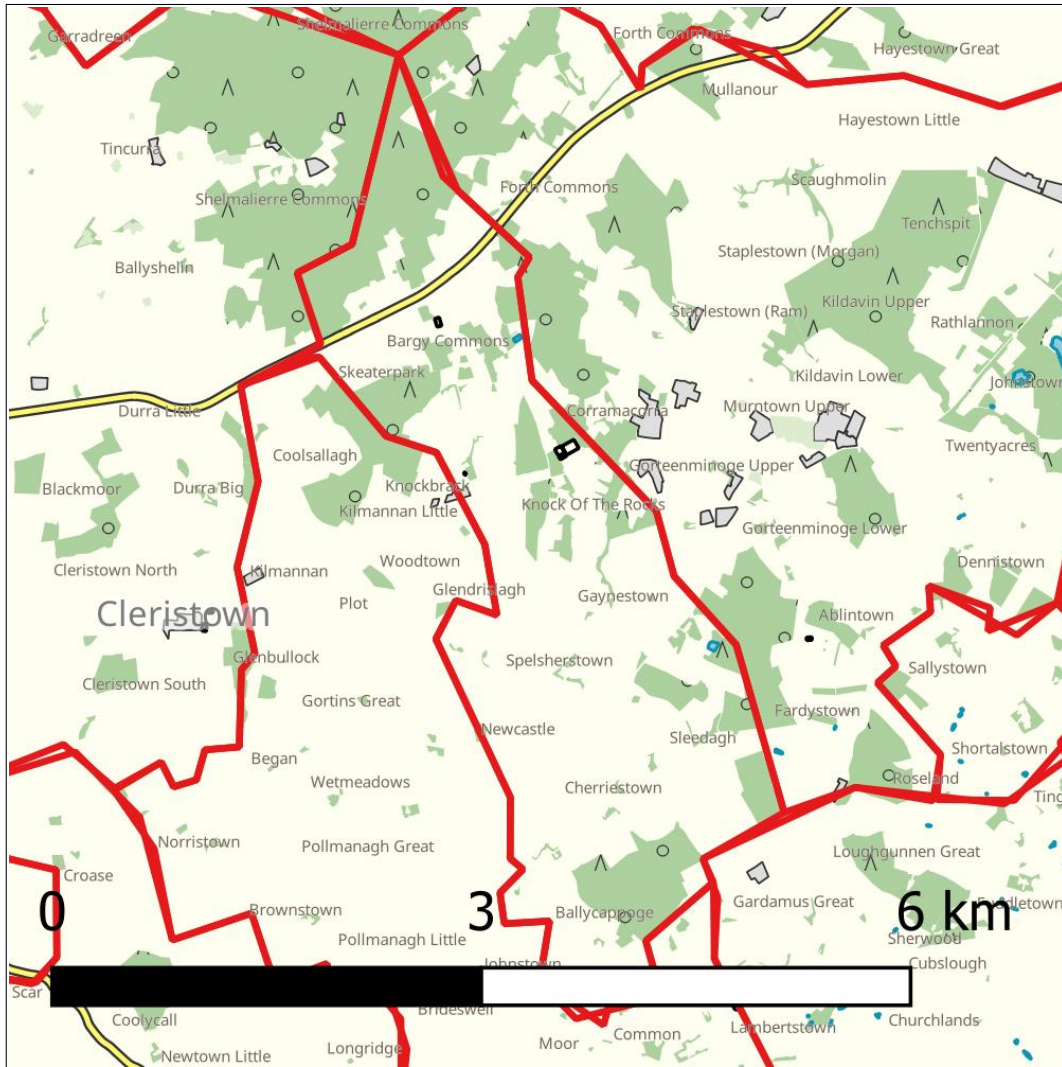 Shelmalierre Commons
Garradreen
Forth Commons
Hayestown Great
Mullanour
Hayestown Little
Tincurra
Scaughmolin
Forth Commons
Shelmalierre Commons
Tenchspit
Staplestown (Morgan)
Ballyshelin
Kildavin Upper
Staplestown (Ram)
Rathlannon
Bargy Commons
Skeaterpark
Kildavin Lower
Johnstown
Durra Little
Corramacorra
Murntown Upper
Twentyacres
Coolsallagh
Gorteenminoge Upper
Blackmoor
Durra Big
Knockbrack
Kilmannan Little
Knock Of The Rocks
Gorteenminoge Lower
Woodtown
Dennistown
Cleristown North
Kilmannan
Glendrislagh
Gaynestown
Plot
Cleristown
Ablintown
Glenbullock
Spelsherstown
Sallystown
Cleristown South
Gortins Great
Fardystown
Newcastle
Sleedagh
Shortalstown
Began
Roseland
Wetmeadows
Cherriestown
Norristown
Pollmanagh Great
Loughgunnen Great
Croase
0 3 6 km
Brownstown
Ballycappoge
Gardamus Great
Pollmanagh Little
Sherwood
Johnstown
Cubslough
Scar
Brideswell
Coolycall
Common
Lambertstown
Churchlands
Moor
Longridge
Newtown Little